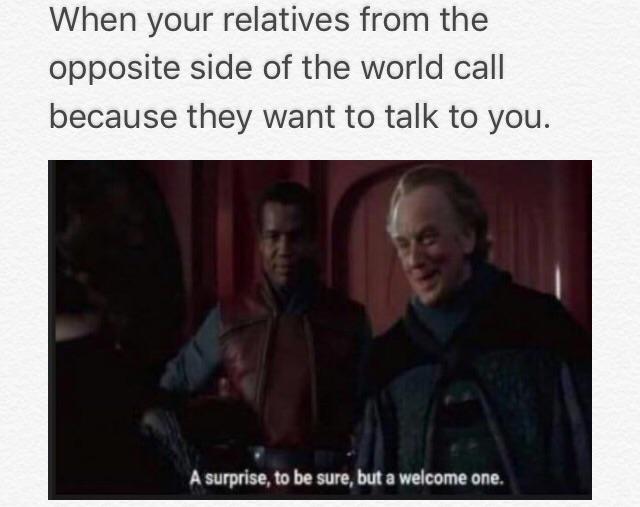 When your relatives from the
opposite side of the world call
because they want to talk to you.
A surprise, to be sure, but a welcome one.